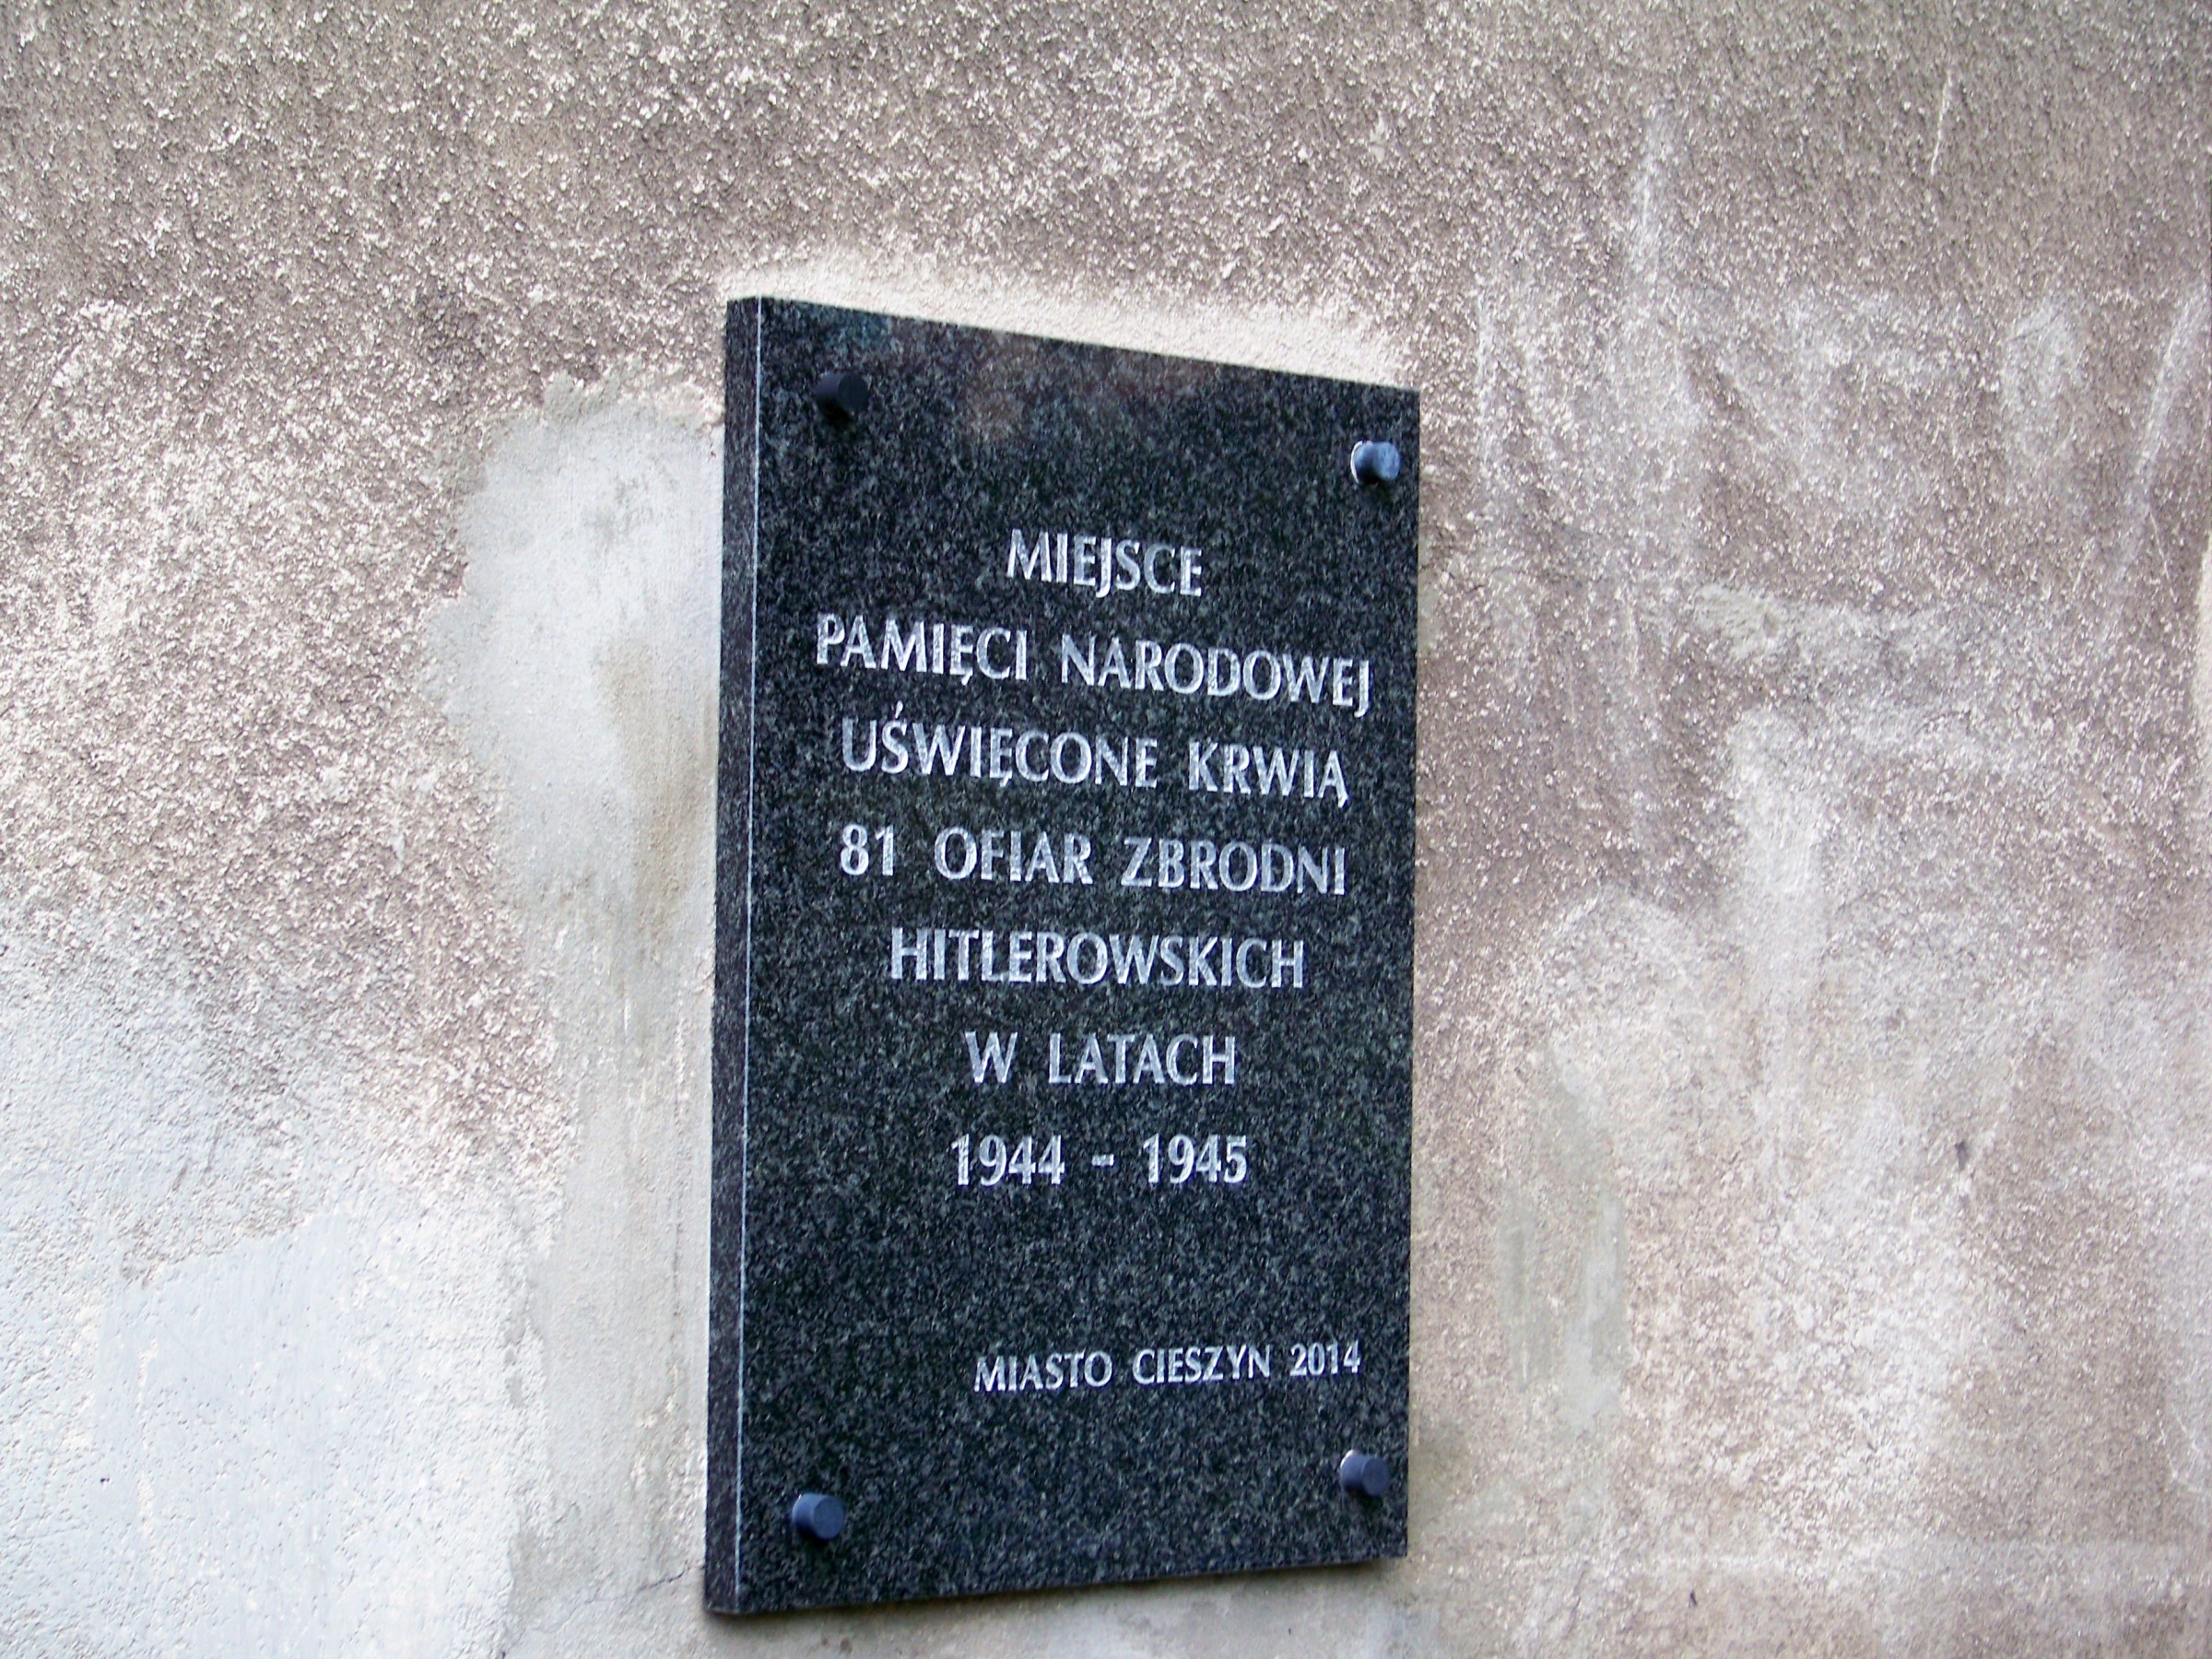 MIEJSCE
PAMIĘCI NARODOWEJ
UŚWIĘCONE KRWIĄ
81 OFIAR ZBRODNI
HITLEROWSKICH
W LATACH
1944 - 1945
MIASTO CIESZYN 2014